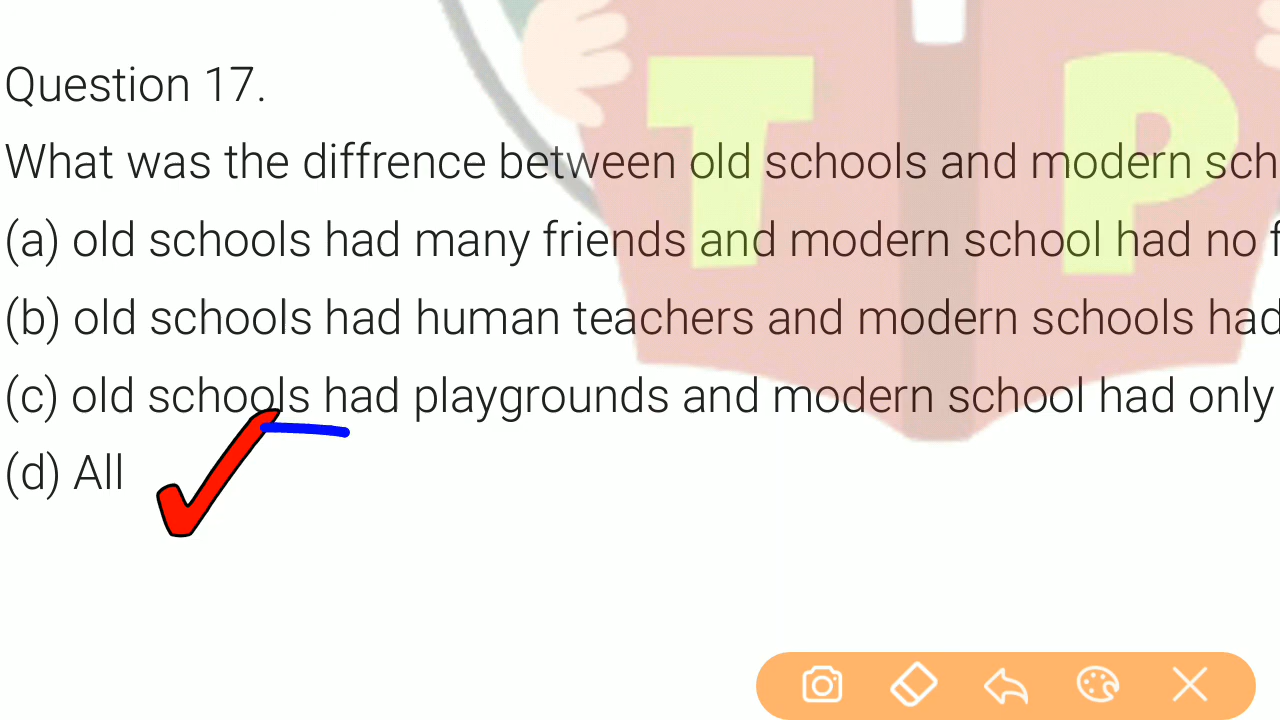 T P
Question 17.
What was the diffrence between old schools and modern sch
(a) old schools had many friends and modern school had no f
(b) old schools had human teachers and modern schools had
(c) old schools had playgrounds and modern school had only
(d) All